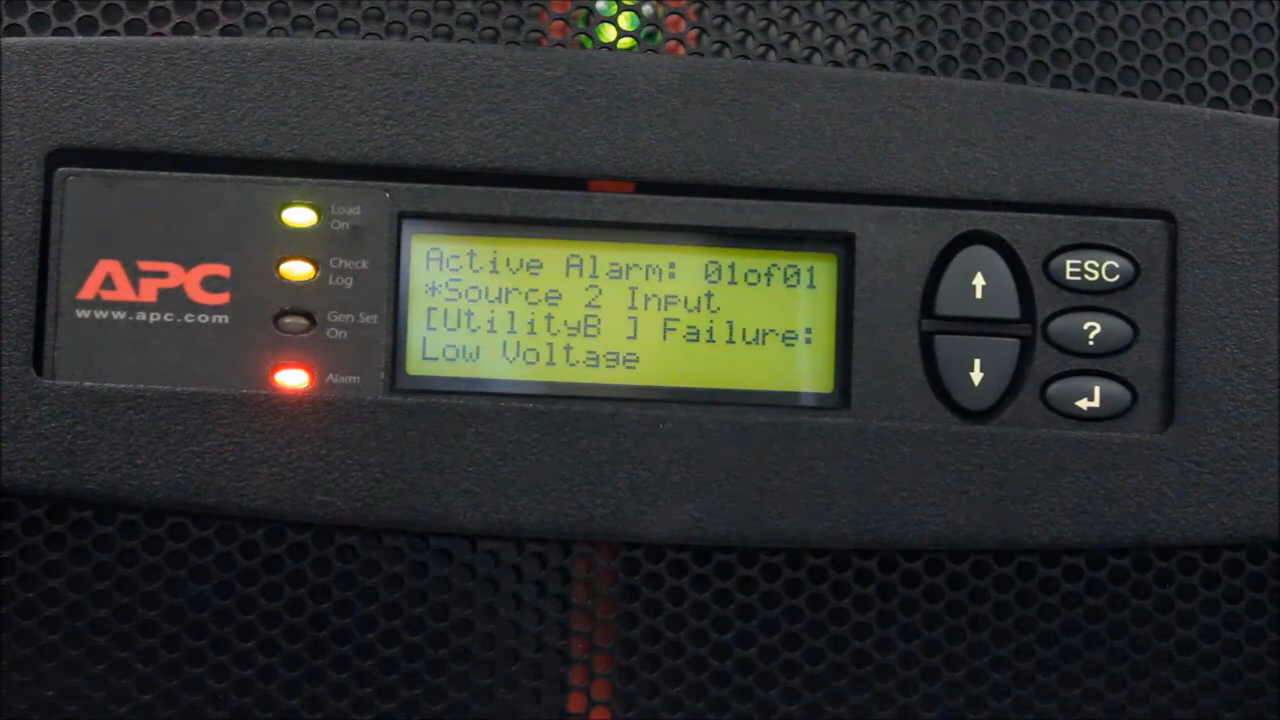 APC
www.apc.com
Load
On
Check
Log
Gen Set
On
Alarm
Active Alarm: 01of01
*Source 2 Input
[UtilityB ] Failure:
Low Voltage
↑
↓
ESC
?
↵